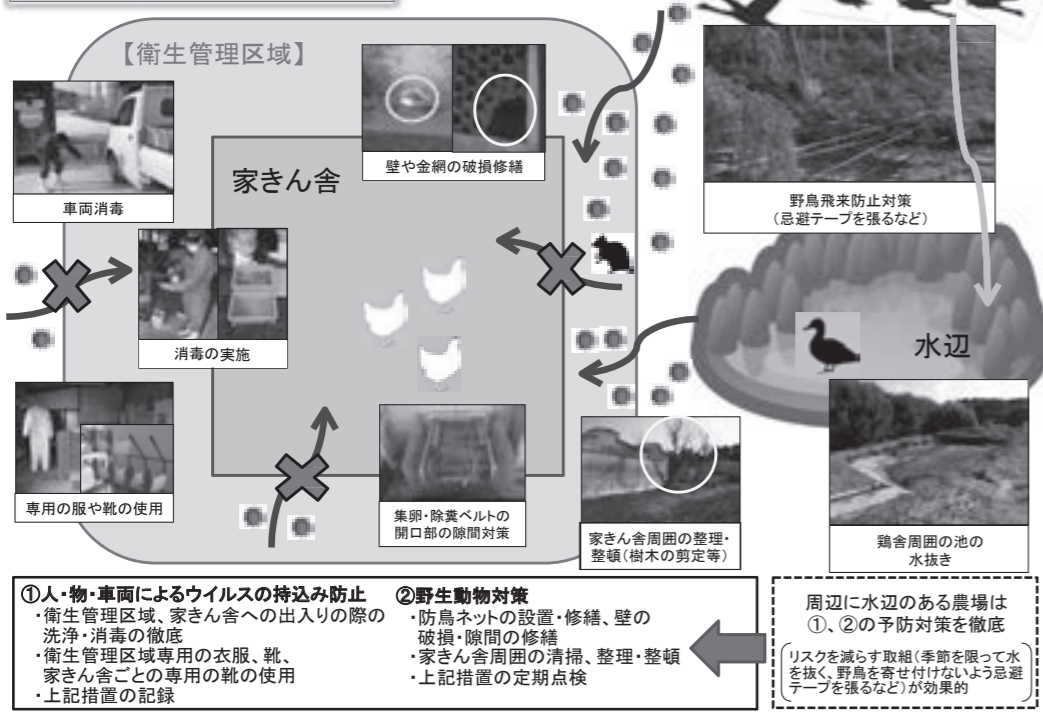 【衛生管理区域】
車両消毒
家きん舎
壁や金網の破損修繕
野鳥飛来防止対策
(忌避テープを張るなど)
消毒の実施
水辺
専用の服や靴の使用
集卵・除糞ベルトの
開口部の隙間対策
家きん舎周囲の整理・
整頓(樹木の剪定等)
鶏舎周囲の池の
水抜き
①人・物・車両によるウイルスの持込み防止
・衛生管理区域、家きん舎への出入りの際の
洗浄・消毒の徹底
・衛生管理区域専用の衣服、靴、
家きん舎ごとの専用の靴の使用
・上記措置の記録
②野生動物対策
・防鳥ネットの設置・修繕、壁の
破損・隙間の修繕
・家きん舎周囲の清掃、整理・整頓
・上記措置の定期点検
周辺に水辺のある農場は
①、②の予防対策を徹底
リスクを減らす取組(季節を限って水
を抜く、野鳥を寄せ付けないよう忌避
テープを張るなど)が効果的